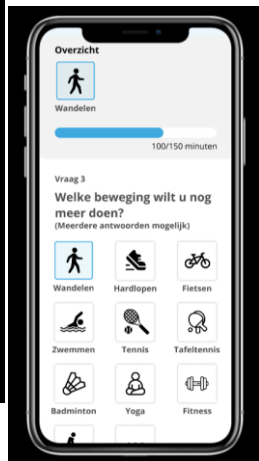 Overzicht
Wandelen
100/150 minuten
Vraag 3
Welke beweging wilt u nog
meer doen?
(Meerdere antwoorden mogelijk)
Wandelen Hardlopen Fietsen
Zwemmen Tennis Tafeltennis
Badminton Yoga Fitness